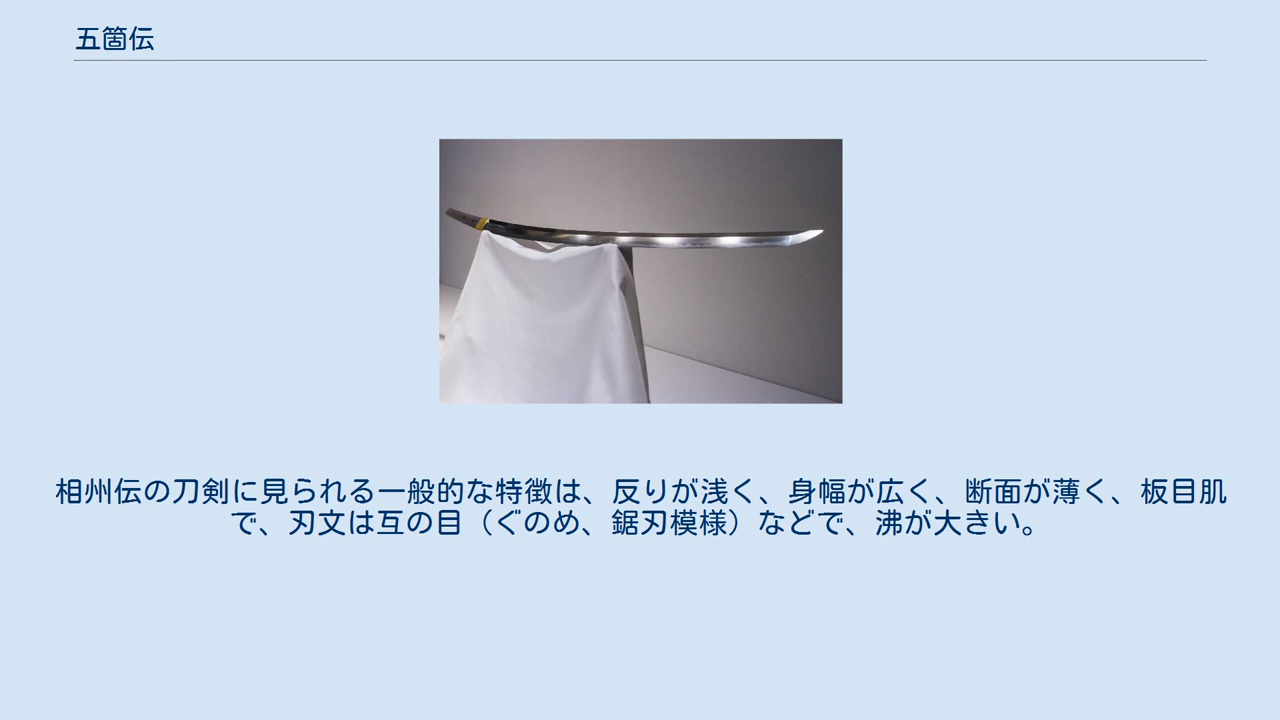 五箇伝
相州伝の刀剣に見られる一般的な特徴は、反りが浅く、身幅が広く、断面が薄く、板目肌
で、刃文は互の目（ぐのめ、鋸刃模様）などで、沸が大きい。